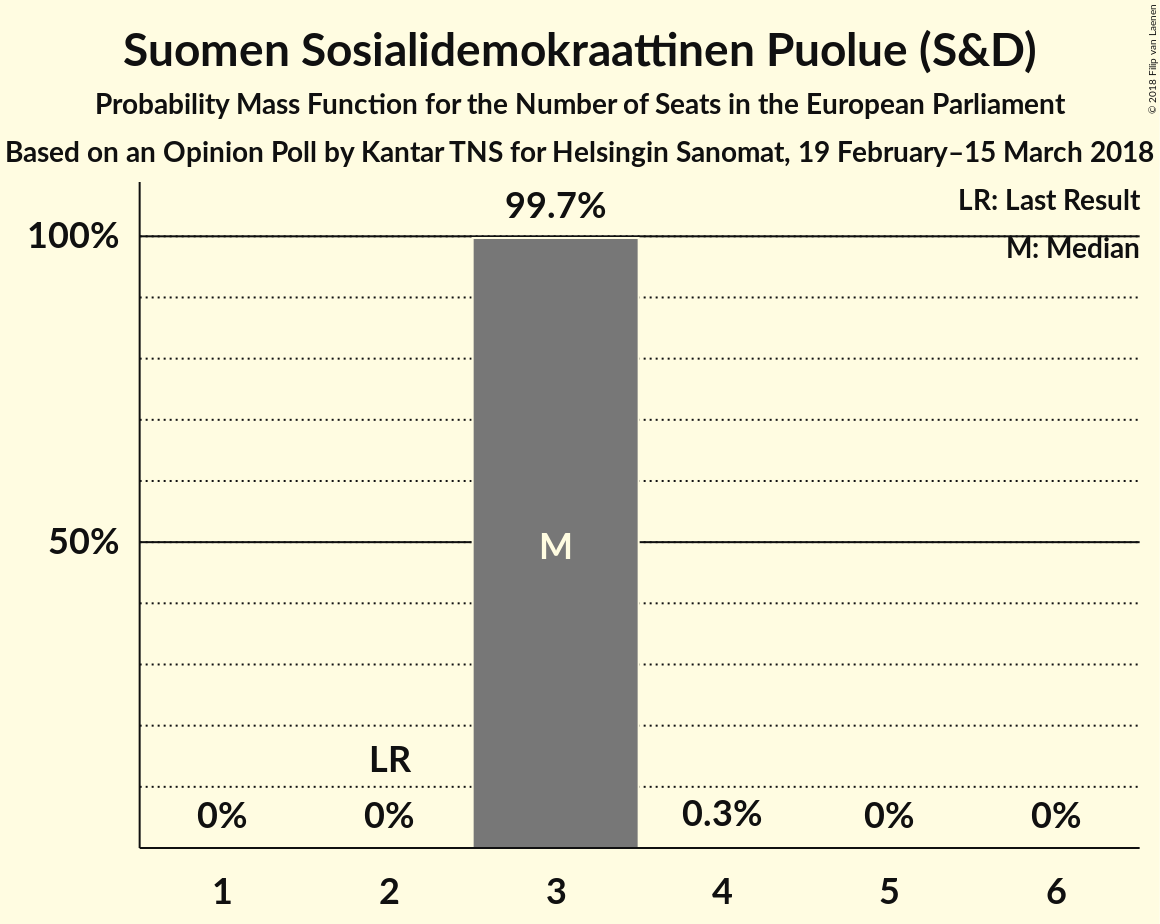 Suomen Sosialidemokraattinen Puolue (S&D)
Probability Mass Function for the Number of Seats in the European Parliament
Based on an Opinion Poll by Kantar TNS for Helsingin Sanomat, 19 February–15 March 2018
© 2018 Filip van Laenen
LR: Last Result
M: Median
99.7%
100%
50%
M
LR
0% 0% 0.3% 0% 0%
1 2 3 4 5 6